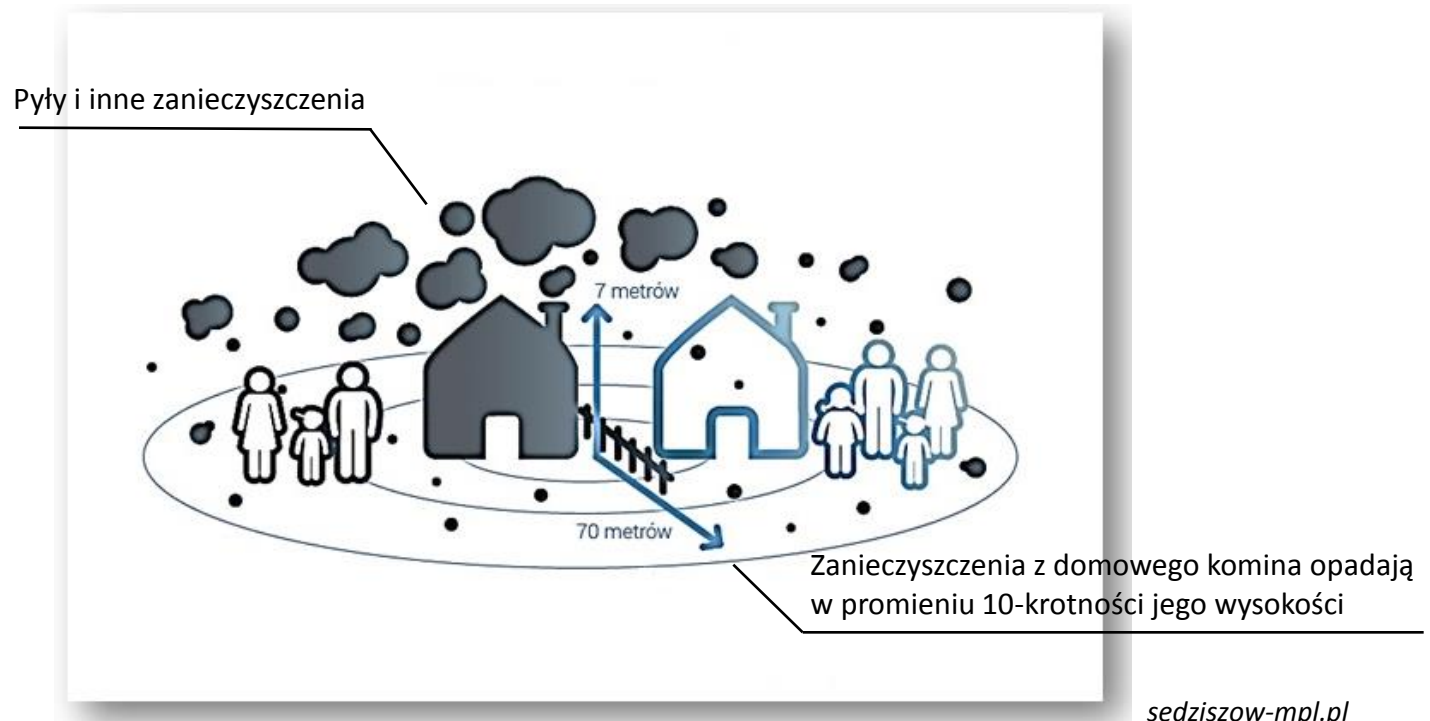 Pyły i inne zanieczyszczenia
7 metrów
70 metrów
Zanieczyszczenia z domowego komina opadają
w promieniu 10-krotności jego wysokości
sedziszow-mpl.pl